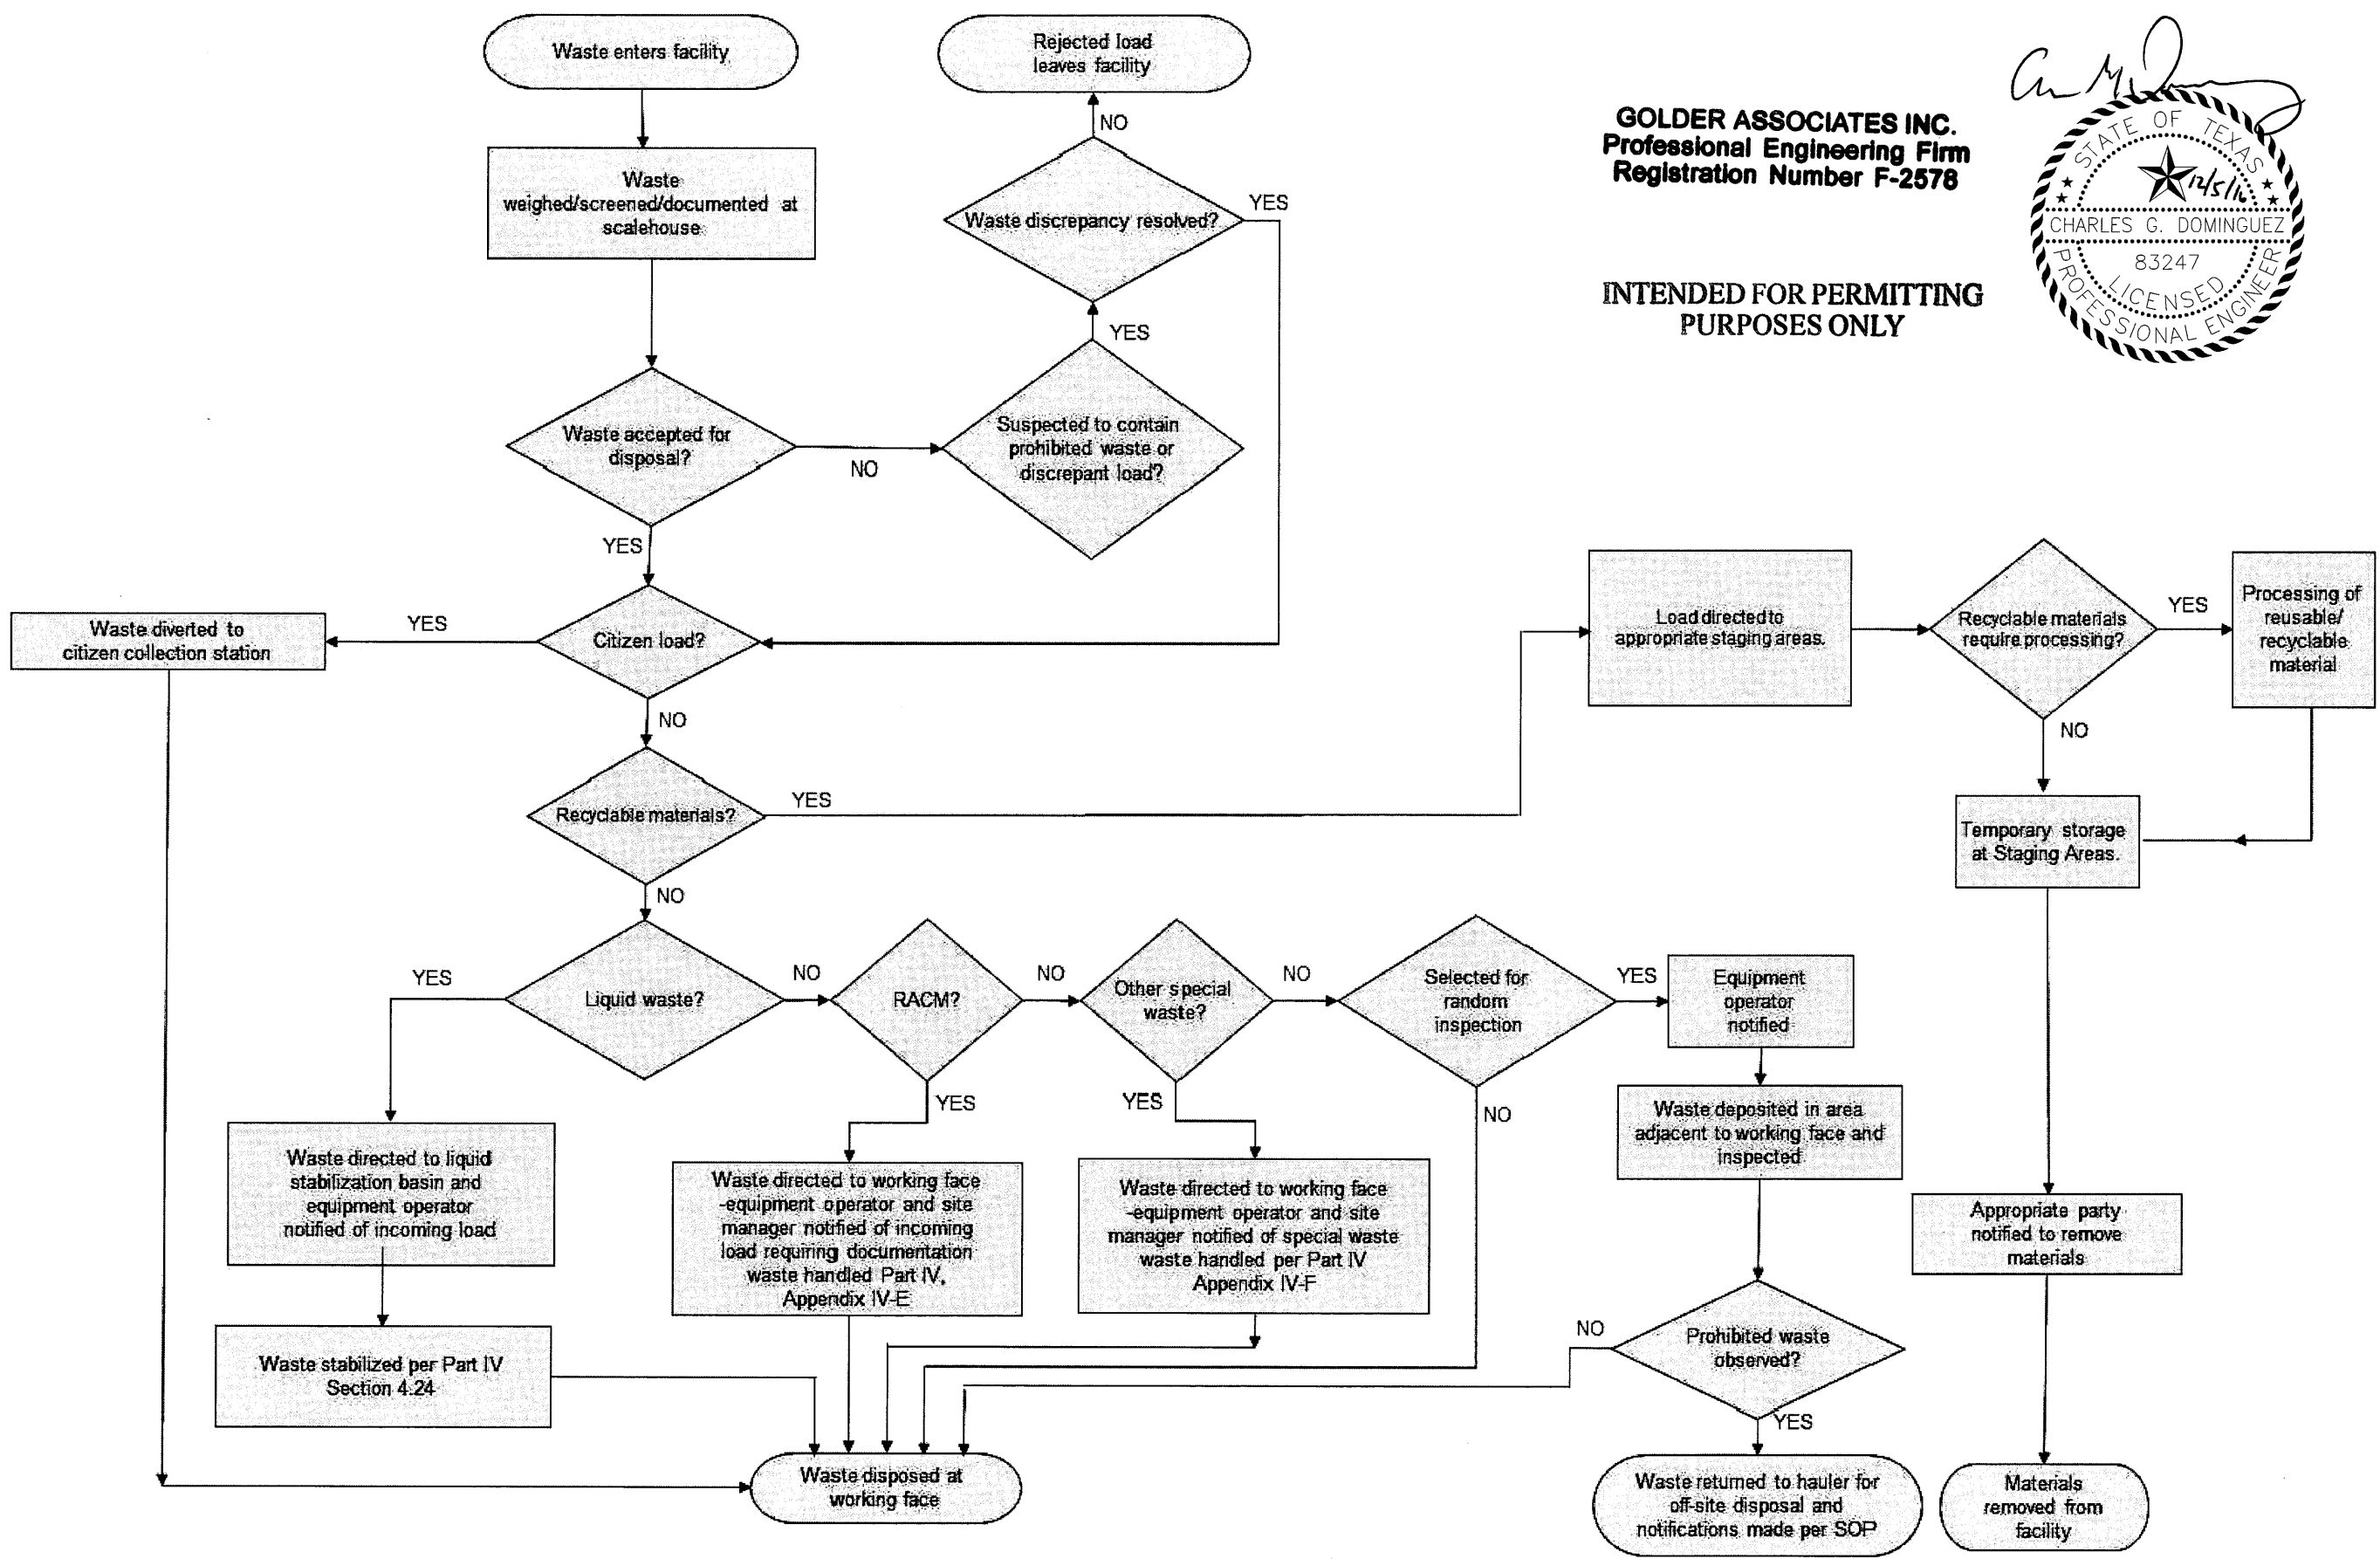 Waste enters facility
Rejected load
leaves facility
GOLDER ASSOCIATES INC.
Professional Engineering Firm
Registration Number F-2578
INTENDED FOR PERMITTING
PURPOSES ONLY
STATE OF TEXAS
12/5/16
CHARLES G. DOMINGUEZ
83247
LICENSED
PROFESSIONAL ENGINEER
Waste
weighed/screened/documented at
scalehouse
NO
Waste discrepancy resolved?
YES
YES
Waste accepted for
disposal?
NO
Suspected to contain
prohibited waste or
discrepant load?
YES
Waste diverted to
citizen collection station
YES
Citizen load?
NO
Load directed to
appropriate staging areas.
Recyclable materials
require processing?
YES
Processing of
reusable/
recyclable
material
NO
Recyclable materials?
YES
NO
Temporary storage
at Staging Areas.
YES
Liquid waste?
NO
RACM?
NO
Other special
waste?
NO
Selected for
random
inspection
YES
Equipment
operator
notified
YES
YES
NO
Waste deposited in area
adjacent to working face and
inspected
Waste directed to liquid
stabilization basin and
equipment operator
notified of incoming load
Waste directed to working face
-equipment operator and site
manager notified of incoming
load requiring documentation
waste handled Part IV,
Appendix IV-E
Waste directed to working face
-equipment operator and site
manager notified of special waste
waste handled per Part IV
Appendix IV-F
Appropriate party
notified to remove
materials
Waste stabilized per Part IV
Section 4.24
NO
Prohibited waste
observed?
YES
Waste disposed at
working face
Waste returned to hauler for
off-site disposal and
notifications made per SOP
Materials
removed from
facility